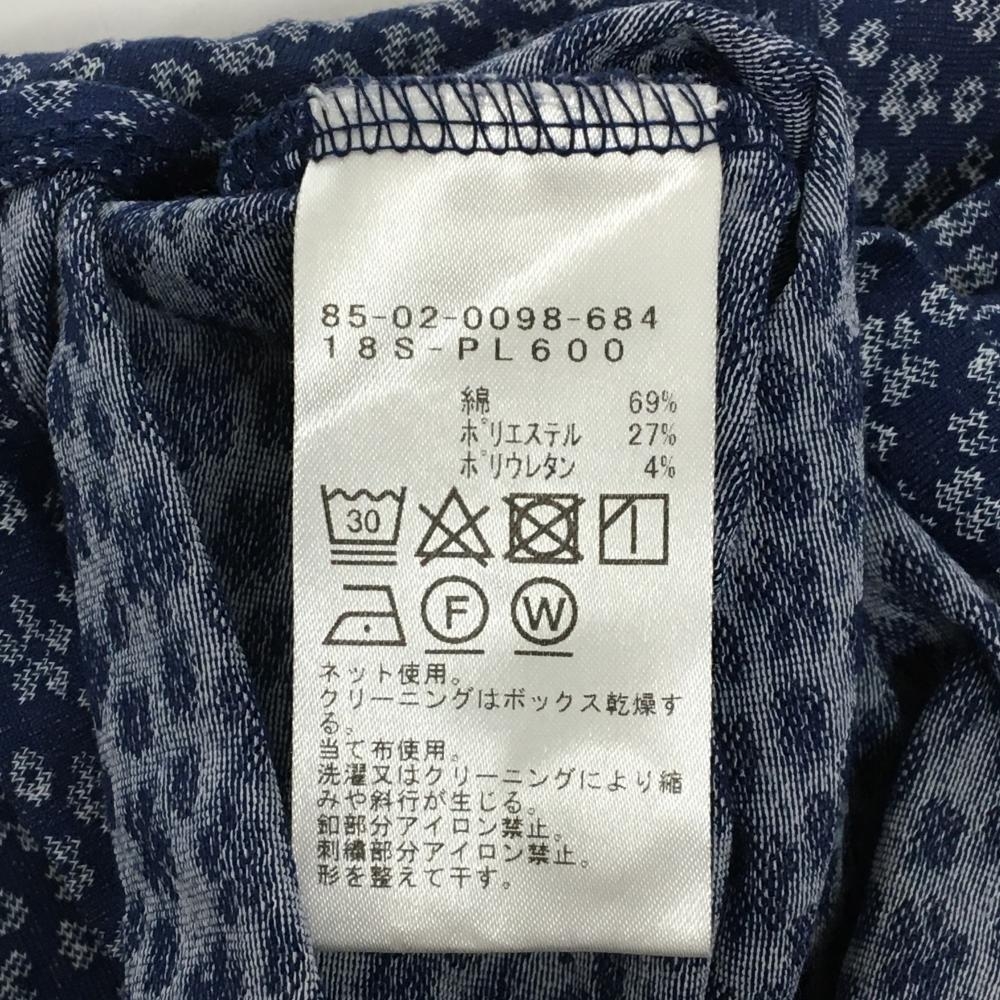 85-02-0098-684
18S-PL600
綿 69%
ポリエステル 27%
ポリウレタン 4%
30
F W
ネット使用。
クリーニングはボックス乾燥す
る。
当て布使用。
洗濯又はクリーニングにより縮
みや斜行が生じる。
釦部分アイロン禁止。
刺繍部分アイロン禁止。
形を整えて干す。